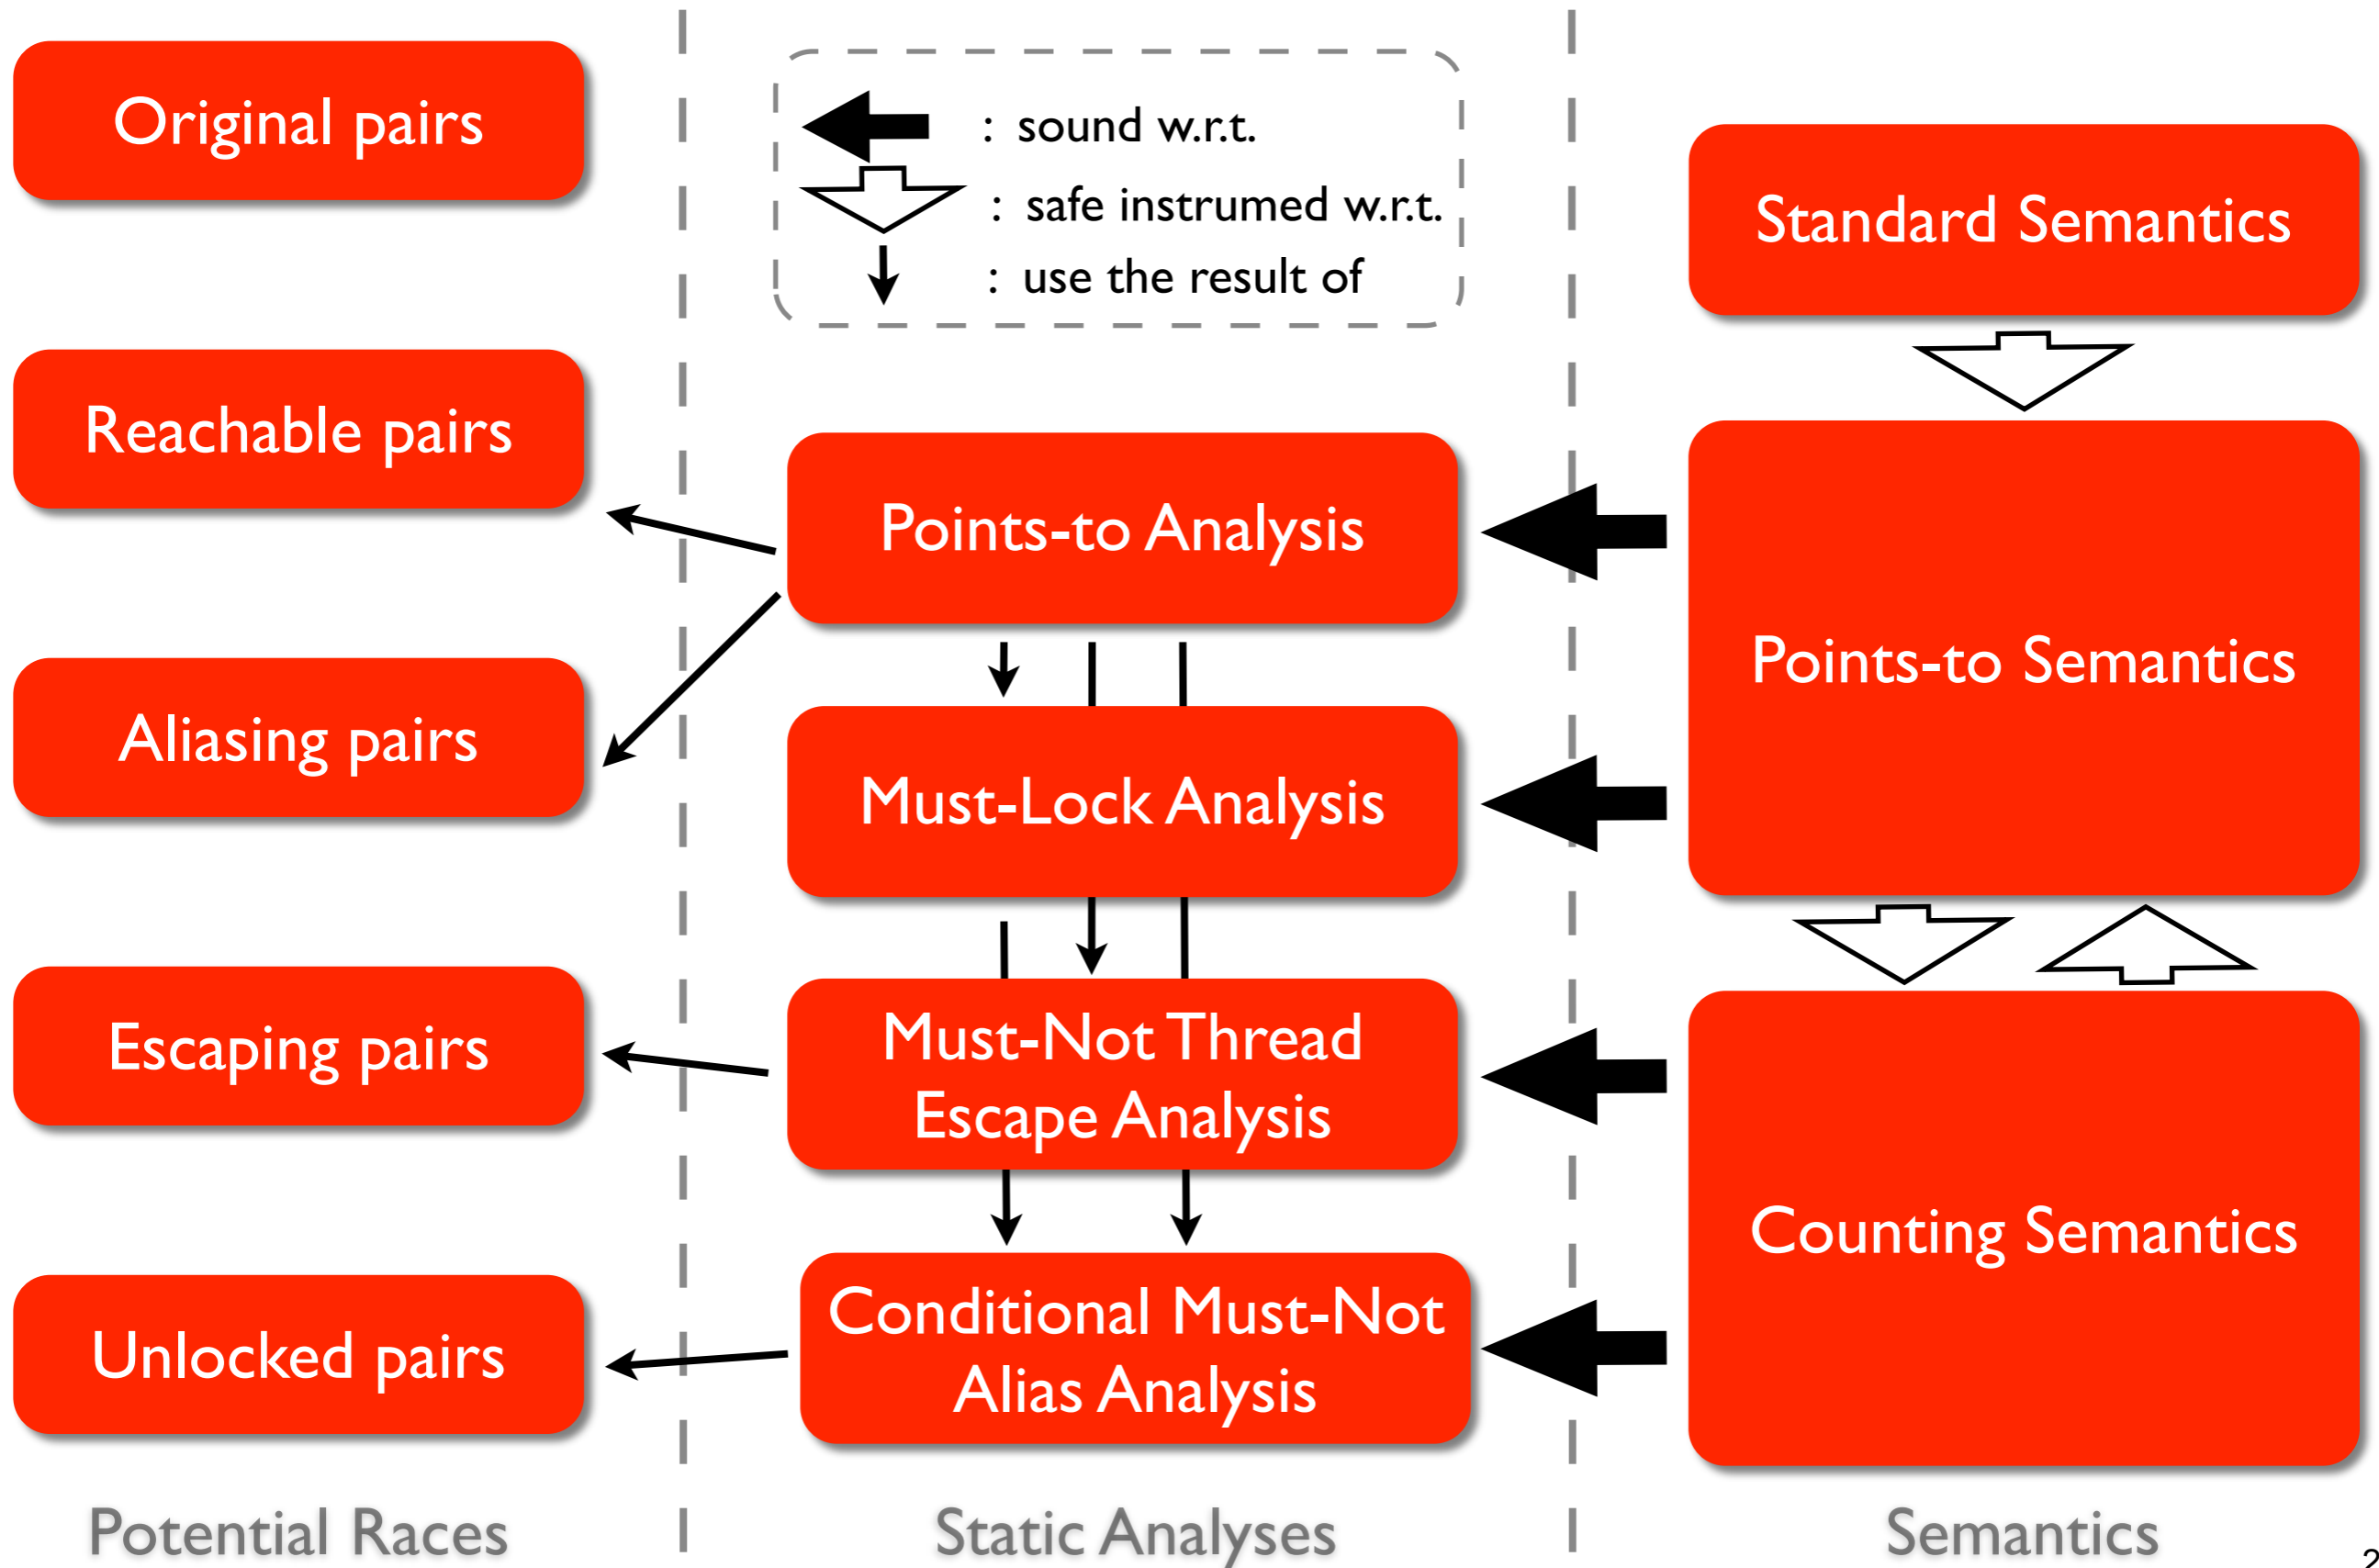 Original pairs
Reachable pairs
Aliasing pairs
Escaping pairs
Unlocked pairs
Potential Races
: sound w.r.t.
: safe instrumed w.r.t.
: use the result of
Points-to Analysis
Must-Lock Analysis
Must-Not Thread
Escape Analysis
Conditional Must-Not
Alias Analysis
Static Analyses
Standard Semantics
Points-to Semantics
Counting Semantics
Semantics